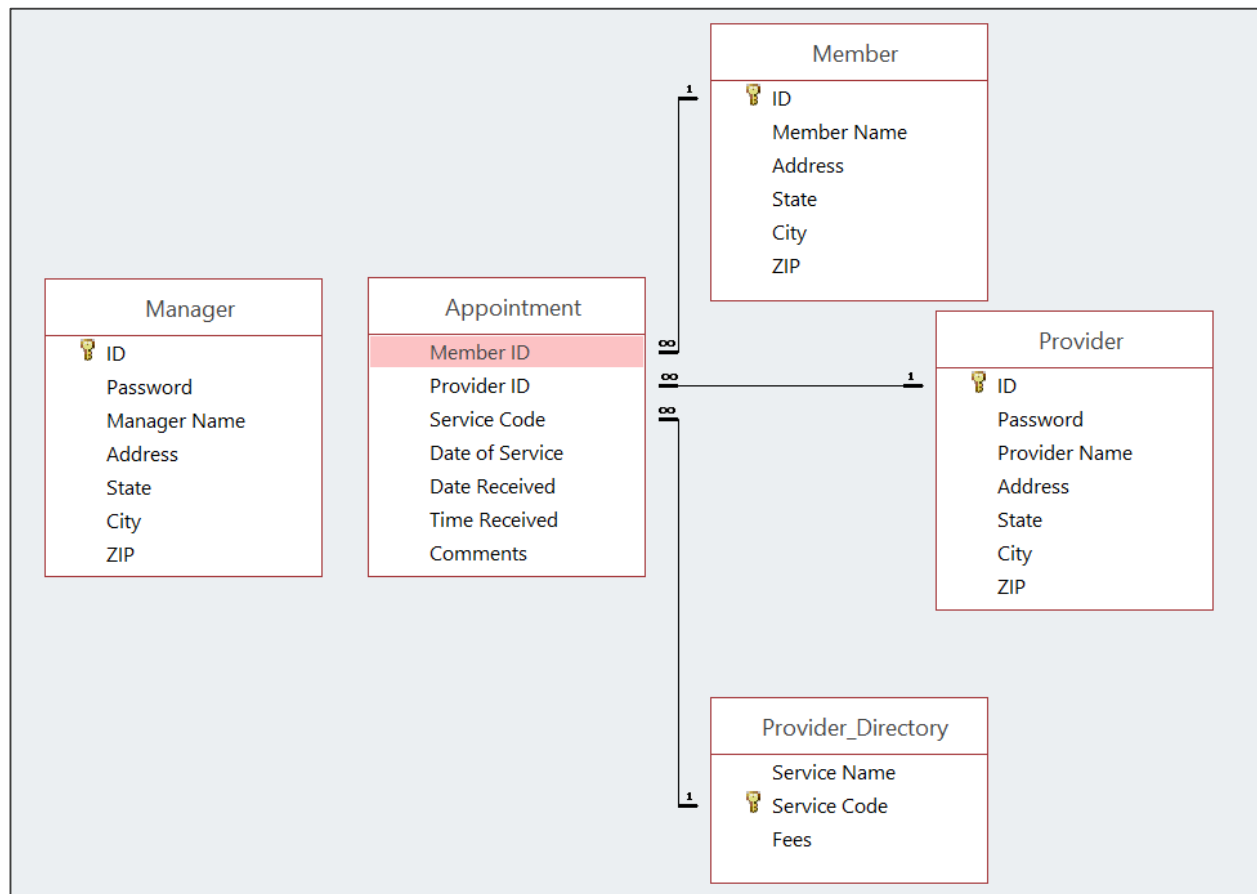 Member
1
ID
Member Name
Address
State
City
ZIP
Manager
ID
Password
Manager Name
Address
State
City
ZIP
Appointment
Member ID
Provider ID
Service Code
Date of Service
Date Received
Time Received
Comments
∞
∞
∞
1
Provider
ID
Password
Provider Name
Address
State
City
ZIP
Provider_Directory
Service Name
1
Service Code
Fees